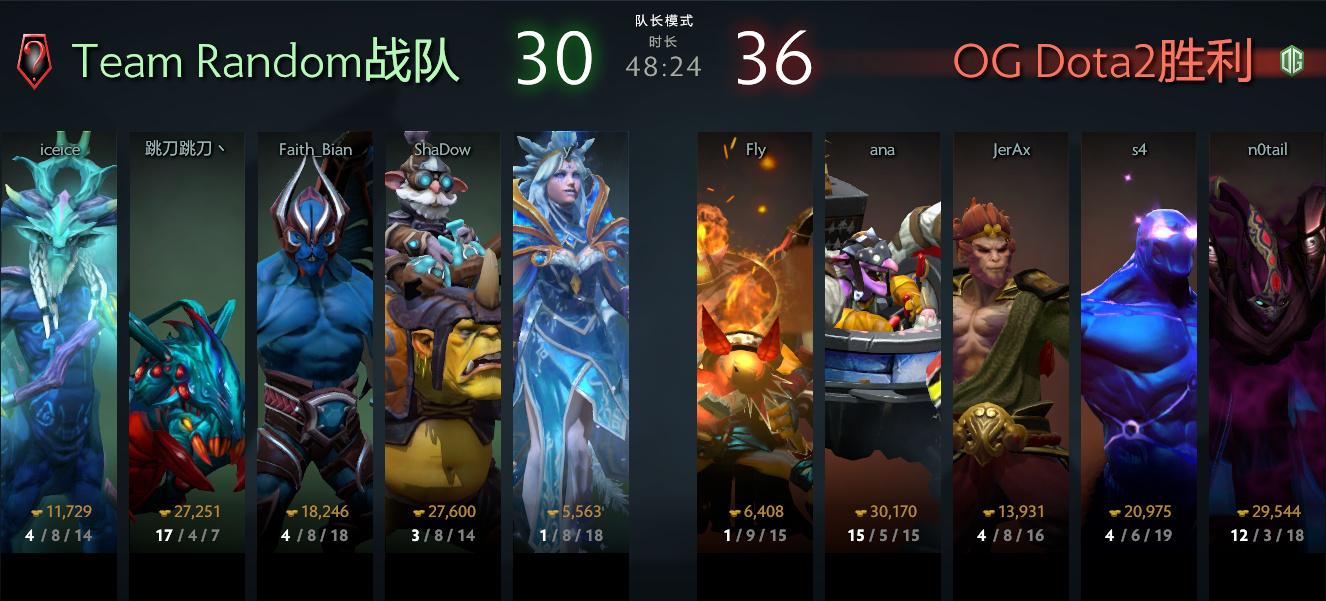 Team Random战队
30
队长模式
时长
48:24
36
OG Dota2胜利
iceice
跳刀跳刀丶
Faith_Bian
ShaDow
y
Fly
ana
JerAx
s4
n0tail
11,729
27,251
18,246
27,600
5,563
6,408
30,170
13,931
20,975
29,544
4 / 8 / 14
17 / 4 / 7
4 / 8 / 18
3 / 8 / 14
1 / 8 / 18
1 / 9 / 15
15 / 5 / 15
4 / 8 / 16
4 / 6 / 19
12 / 3 / 18